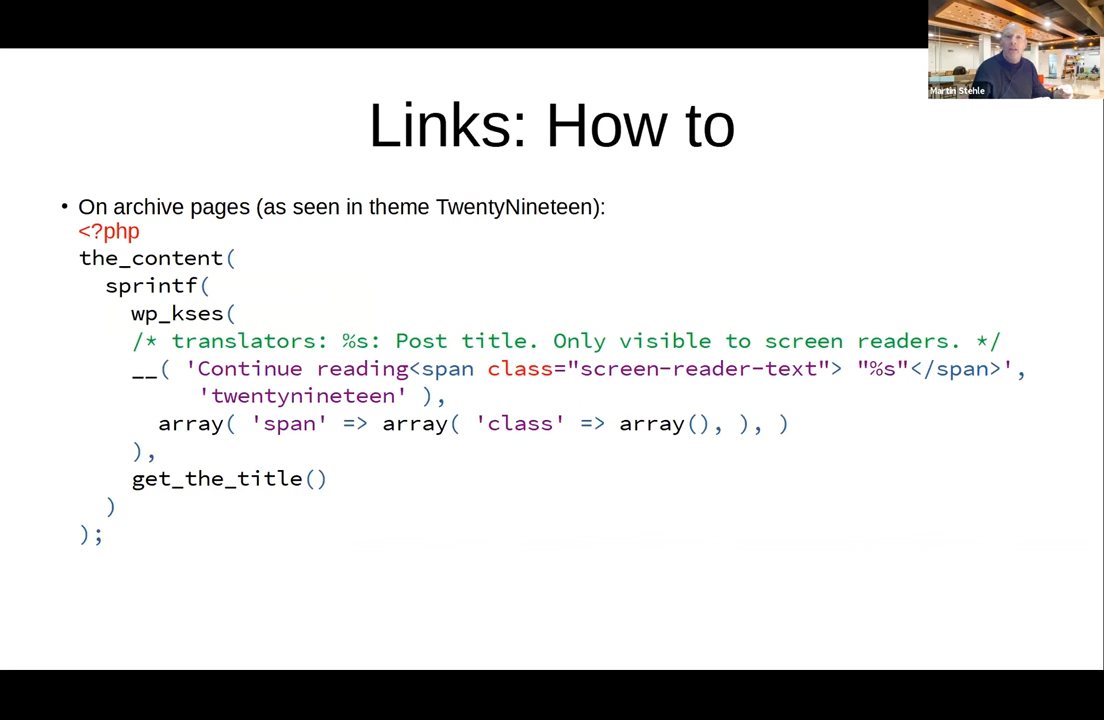 Martin Stehle
Links: How to
• On archive pages (as seen in theme TwentyNineteen):
<?php
the_content(
sprintf(
wp_kses(
/* translators: %s: Post title. Only visible to screen readers. */
__( 'Continue reading<span class="screen-reader-text"> "%s"</span>',
'twentynineteen' ),
array( 'span' => array( 'class' => array(), ), )
),
get_the_title()
)
);